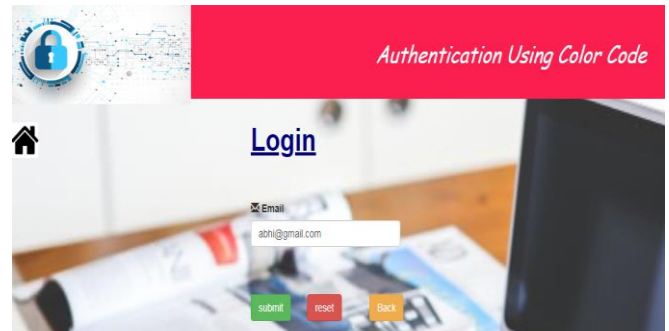 Authentication Using Color Code
Login
Email
abhi@gmail.com
submit reset Back